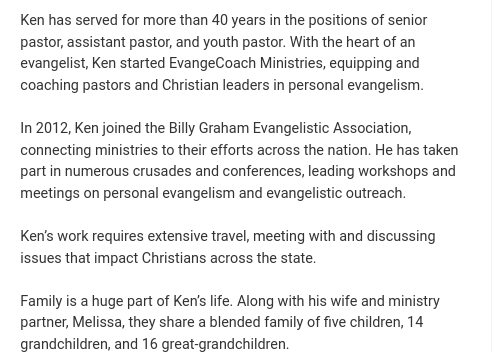 Ken has served for more than 40 years in the positions of senior
pastor, assistant pastor, and youth pastor. With the heart of an
evangelist, Ken started EvangeCoach Ministries, equipping and
coaching pastors and Christian leaders in personal evangelism.
In 2012, Ken joined the Billy Graham Evangelistic Association,
connecting ministries to their efforts across the nation. He has taken
part in numerous crusades and conferences, leading workshops and
meetings on personal evangelism and evangelistic outreach.
Ken’s work requires extensive travel, meeting with and discussing
issues that impact Christians across the state.
Family is a huge part of Ken’s life. Along with his wife and ministry
partner, Melissa, they share a blended family of five children, 14
grandchildren, and 16 great-grandchildren.